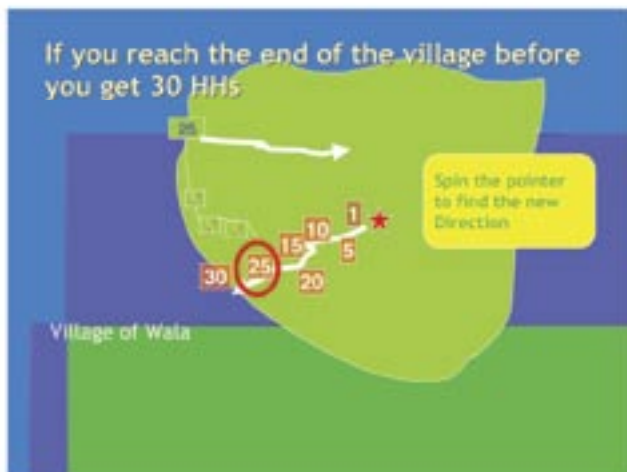 If you reach the end of the village before
you get 30 HHs
25
Spin the pointer
to find the new
Direction
1
10
5
15
25
30
20
Village of Wala